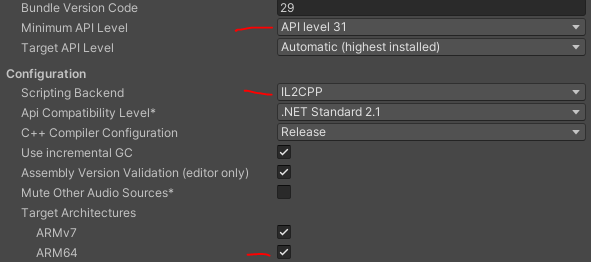 Bundle Version Code 29
Minimum API Level API level 31
Target API Level Automatic (highest installed)
Configuration
Scripting Backend IL2CPP
Api Compatibility Level* .NET Standard 2.1
C++ Compiler Configuration Release
Use incremental GC
Assembly Version Validation (editor only)
Mute Other Audio Sources*
Target Architectures
ARMv7
ARM64